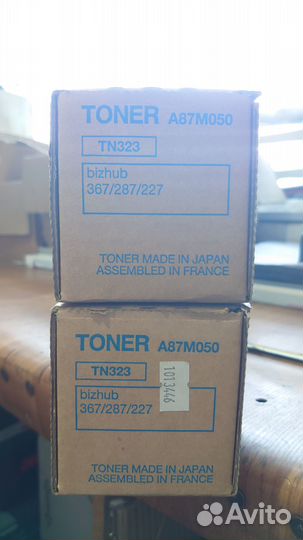 TONER A87M050
TN323
bizhub
367/287/227
TONER MADE IN JAPAN
ASSEMBLED IN FRANCE
TONER A87M050
TN323
1013446
bizhub
367/287/227
TONER MADE IN JAPAN
ASSEMBLED IN FRANCE
Avito